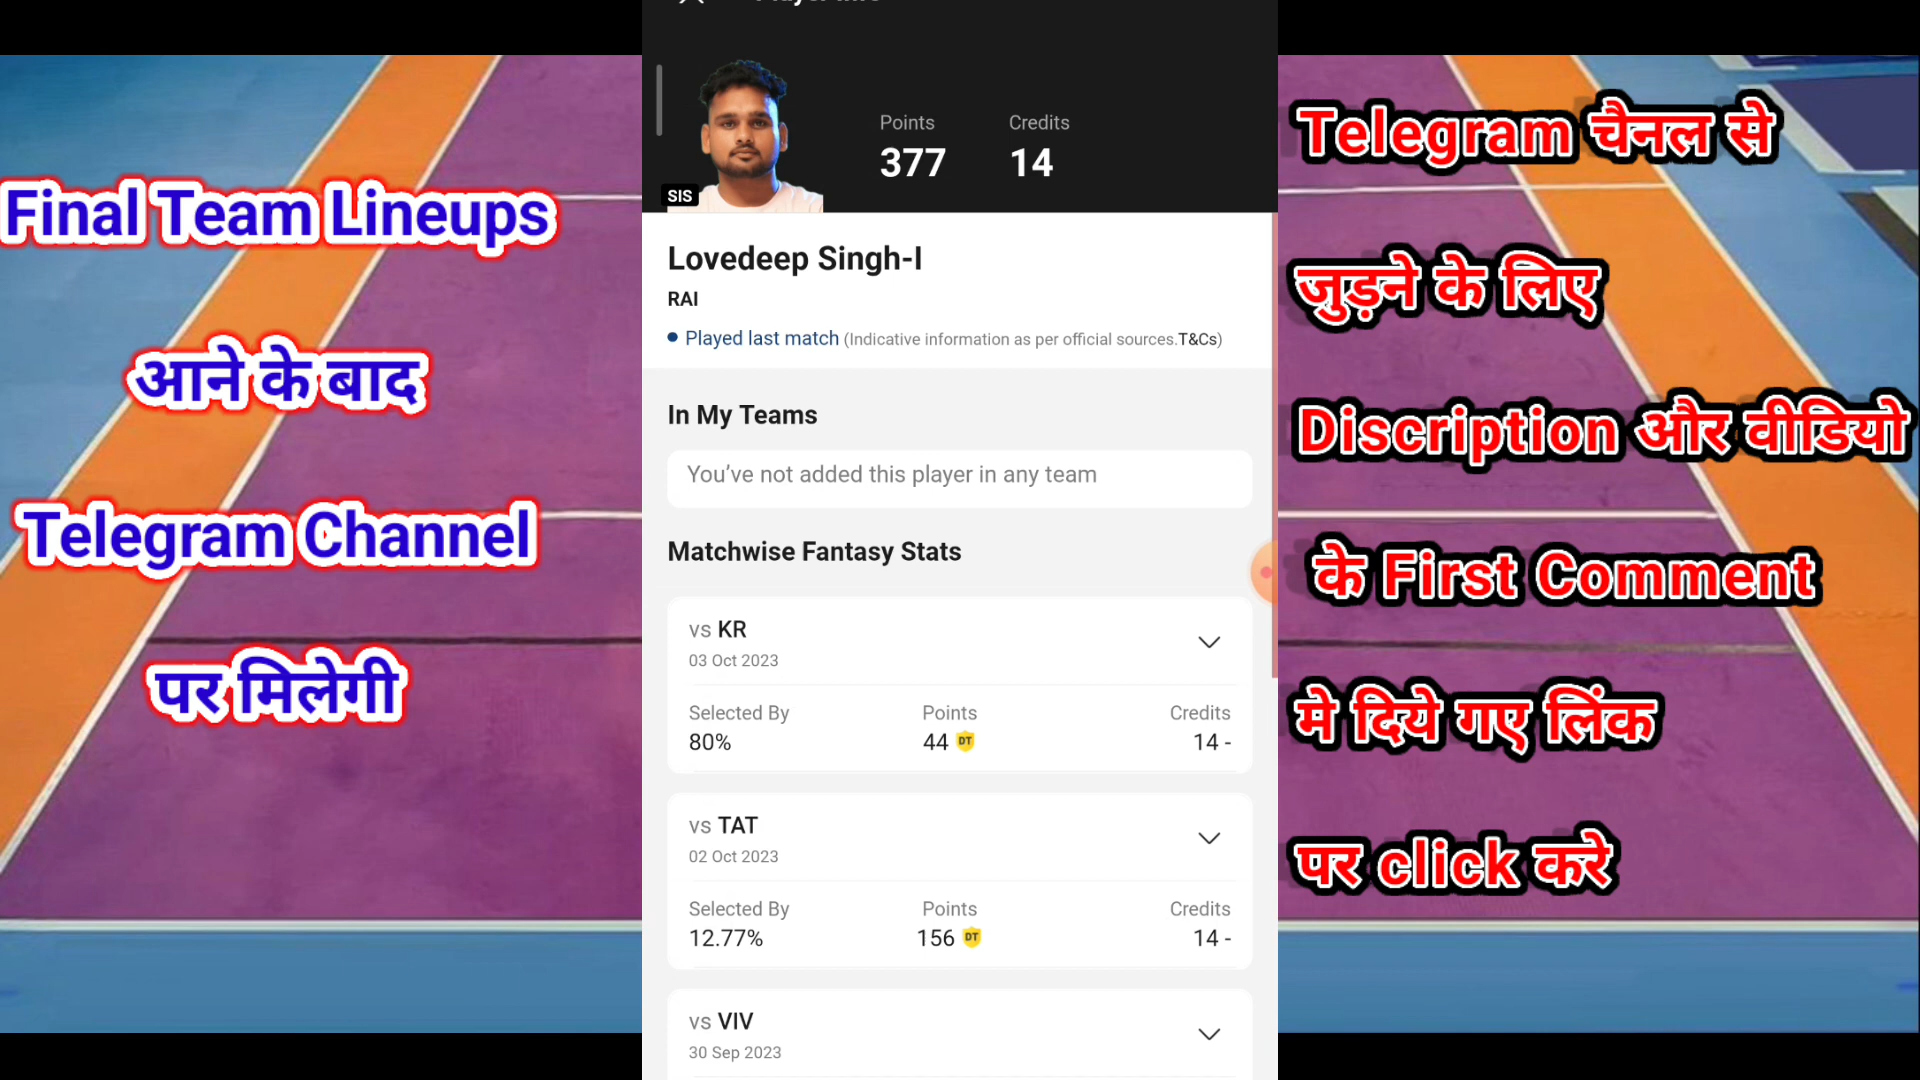 Final Team Lineups
आने के बाद
Telegram Channel
पर मिलेगी
Points
Credits
377
14
SIS
Lovedeep Singh-I
RAI
Played last match (Indicative information as per official sources.T&Cs)
In My Teams
You’ve not added this player in any team
Matchwise Fantasy Stats
vs KR
03 Oct 2023
Selected By
Points
Credits
80%
44 DT
14 -
vs TAT
02 Oct 2023
Selected By
Points
Credits
12.77%
156 DT
14 -
vs VIV
30 Sep 2023
Telegram चैनल से
जुड़ने के लिए
Discription और वीडियो
के First Comment
मे दिये गए लिंक
पर click करे